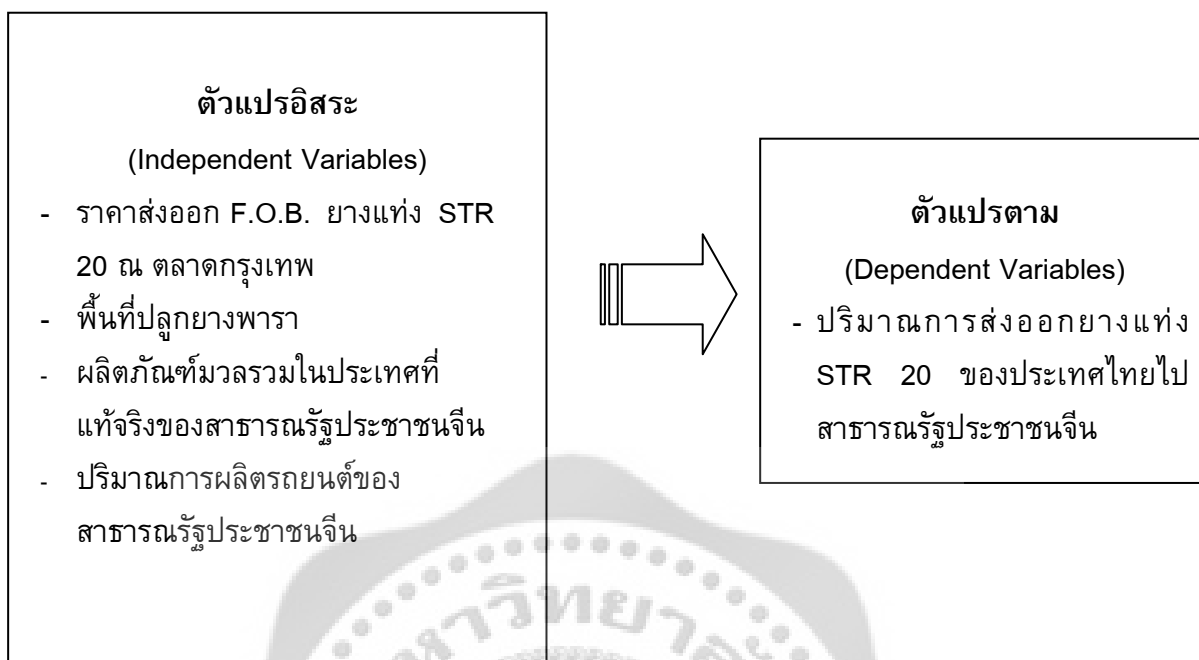 ตัวแปรอิสระ
(Independent Variables)
- ราคาส่งออก F.O.B. ยางแท่ง STR
20 ณ ตลาดกรุงเทพ
- พื้นที่ปลูกยางพารา
- ผลิตภัณฑ์มวลรวมในประเทศที่
แท้จริงของสาธารณรัฐประชาชนจีน
- ปริมาณการผลิตรถยนต์ของ
สาธารณรัฐประชาชนจีน
ตัวแปรตาม
(Dependent Variables)
- ปริมาณการส่งออกยางแท่ง
STR 20 ของประเทศไทยไป
สาธารณรัฐประชาชนจีน